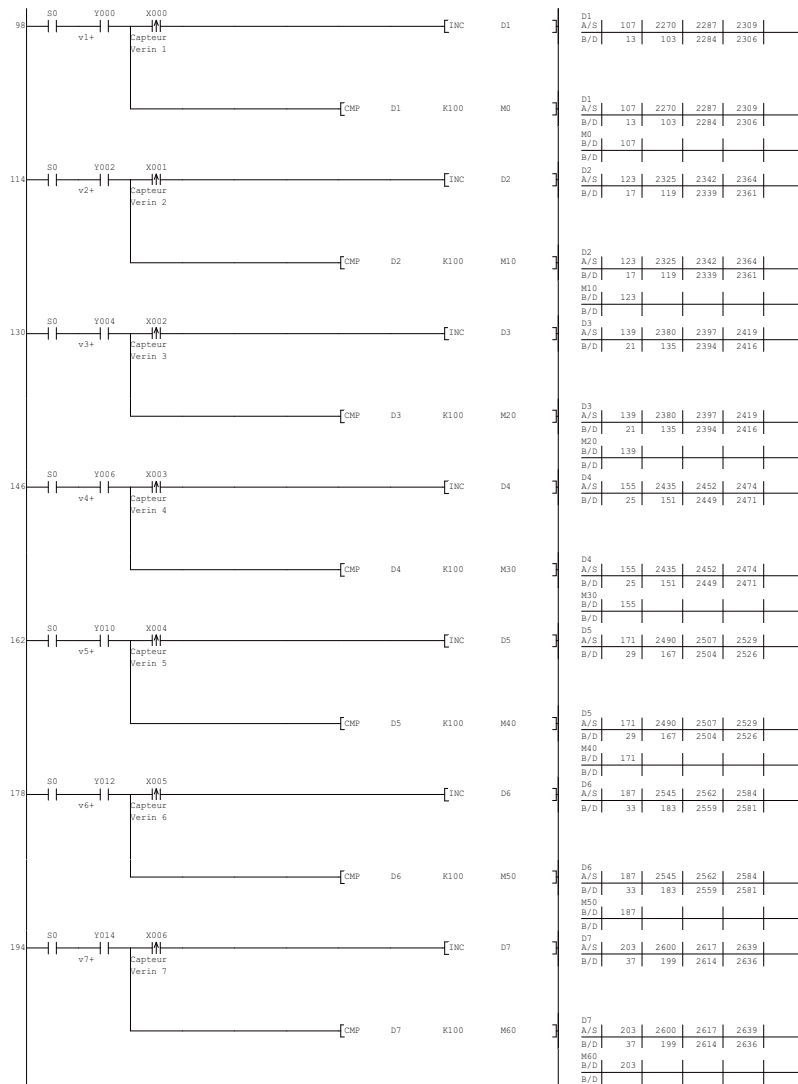 S0 Y000 X000
98 INC D1
v1+ Capteur
Verin 1
CMP D1 K100 M0
D1
A/S 107 2270 2287 2309
B/D 13 103 2284 2306
D1
A/S 107 2270 2287 2309
B/D 13 103 2284 2306
M0
B/D 107
B/D
S0 Y002 X001
114 INC D2
v2+ Capteur
Verin 2
CMP D2 K100 M10
D2
A/S 123 2325 2342 2364
B/D 17 119 2339 2361
D2
A/S 123 2325 2342 2364
B/D 17 119 2339 2361
M10
B/D 123
B/D
S0 Y004 X002
130 INC D3
v3+ Capteur
Verin 3
CMP D3 K100 M20
D3
A/S 139 2380 2397 2419
B/D 21 135 2394 2416
D3
A/S 139 2380 2397 2419
B/D 21 135 2394 2416
M20
B/D 139
B/D
S0 Y006 X003
146 INC D4
v4+ Capteur
Verin 4
CMP D4 K100 M30
D4
A/S 155 2435 2452 2474
B/D 25 151 2449 2471
D4
A/S 155 2435 2452 2474
B/D 25 151 2449 2471
M30
B/D 155
B/D
S0 Y010 X004
162 INC D5
v5+ Capteur
Verin 5
CMP D5 K100 M40
D5
A/S 171 2490 2507 2529
B/D 29 167 2504 2526
D5
A/S 171 2490 2507 2529
B/D 29 167 2504 2526
M40
B/D 171
B/D
S0 Y012 X005
178 INC D6
v6+ Capteur
Verin 6
CMP D6 K100 M50
D6
A/S 187 2545 2562 2584
B/D 33 183 2559 2581
D6
A/S 187 2545 2562 2584
B/D 33 183 2559 2581
M50
B/D 187
B/D
S0 Y014 X006
194 INC D7
v7+ Capteur
Verin 7
CMP D7 K100 M60
D7
A/S 203 2600 2617 2639
B/D 37 199 2614 2636
D7
A/S 203 2600 2617 2639
B/D 37 199 2614 2636
M60
B/D 203
B/D